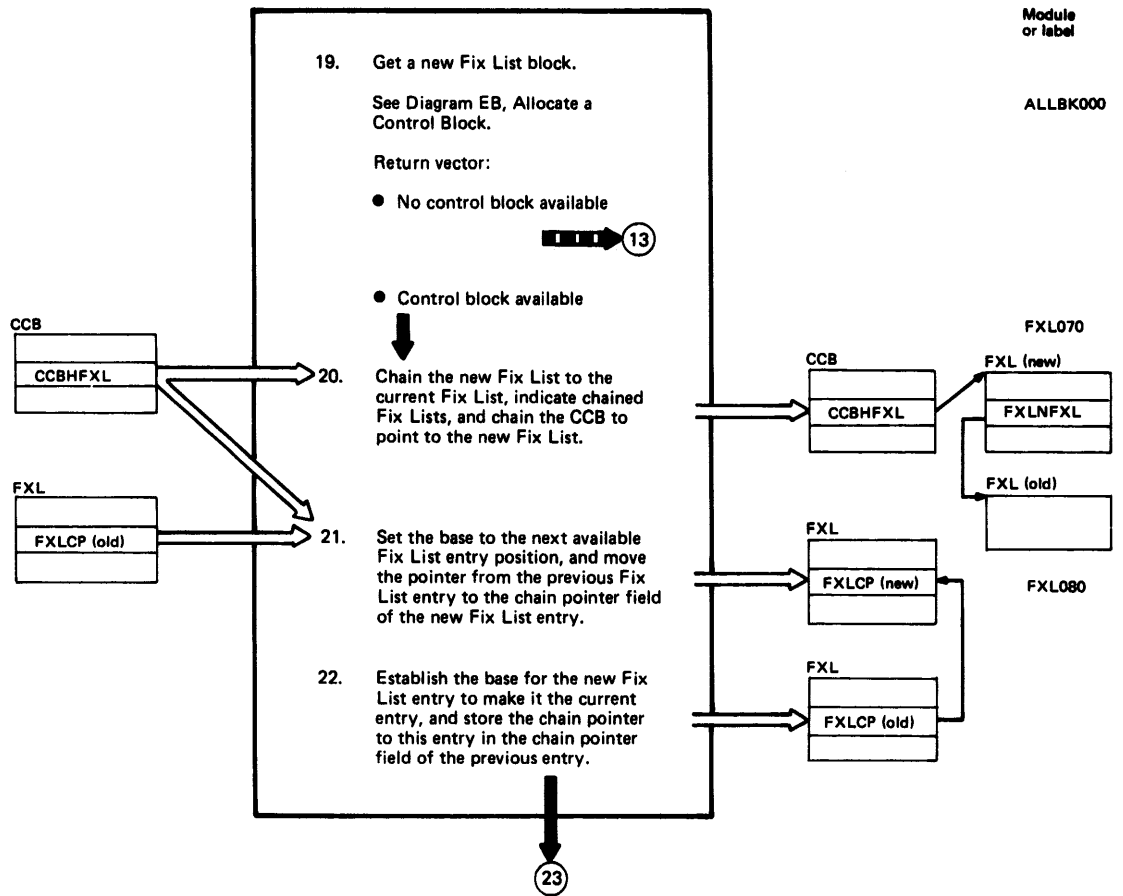 Module
or label
19. Get a new Fix List block.
See Diagram EB, Allocate a
Control Block.
ALLBK000
Return vector:
● No control block available
13
● Control block available
FXL070
CCB
CCBHFXL
20. Chain the new Fix List to the
current Fix List, indicate chained
Fix Lists, and chain the CCB to
point to the new Fix List.
CCB
CCBHFXL
FXL (new)
FXLNFXL
FXL (old)
FXL
FXLCP (old)
21. Set the base to the next available
Fix List entry position, and move
the pointer from the previous Fix
List entry to the chain pointer field
of the new Fix List entry.
FXL
FXLCP (new)
FXL080
22. Establish the base for the new Fix
List entry to make it the current
entry, and store the chain pointer
to this entry in the chain pointer
field of the previous entry.
FXL
FXLCP (old)
23